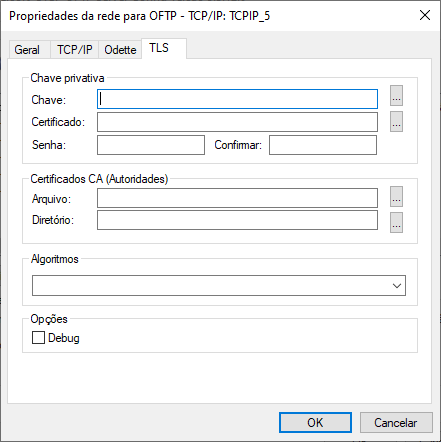 Propriedades da rede para OFTP - TCP/IP: TCPIP_5
Geral TCP/IP Odette TLS
Chave privativa
Chave: ...
Certificado: ...
Senha: Confirmar:
Certificados CA (Autoridades)
Arquivo: ...
Diretório: ...
Algoritmos
Opções
Debug
OK Cancelar